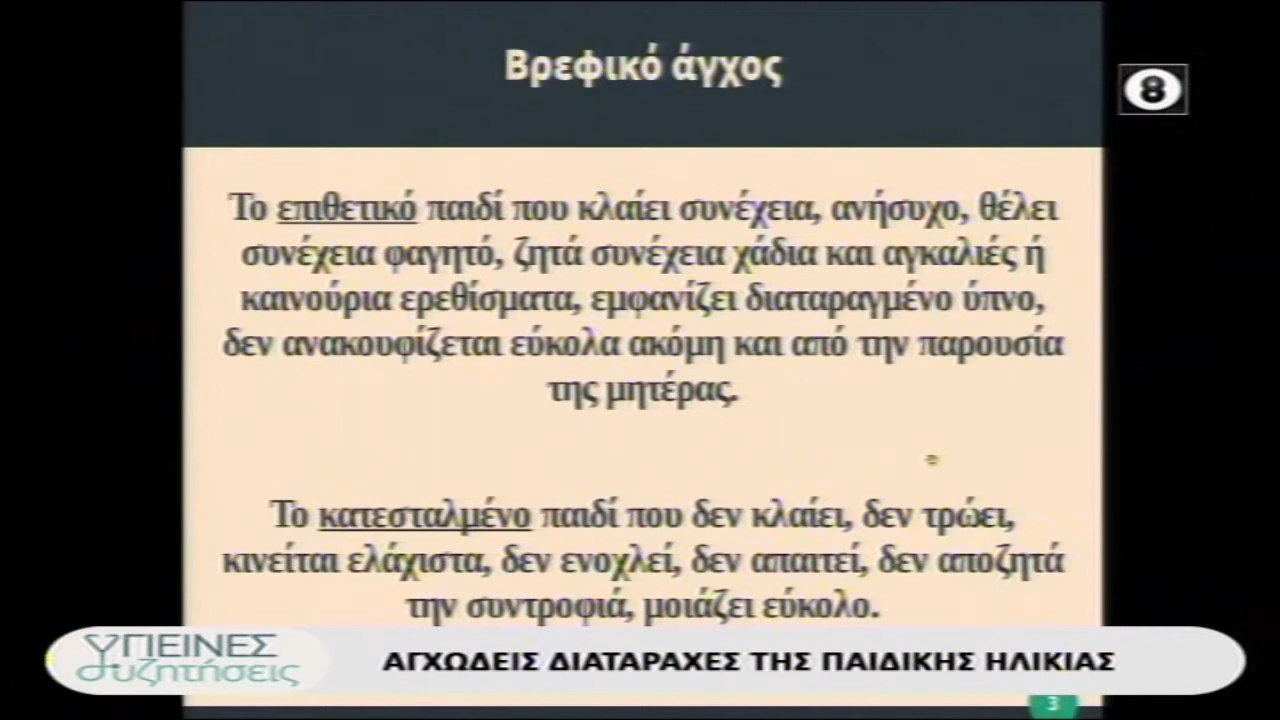 Βρεφικό άγχος
8
Το επιθετικό παιδί που κλαίει συνέχεια, ανήσυχο, θέλει
συνέχεια φαγητό, ζητά συνέχεια χάδια και αγκαλιές ή
καινούρια ερεθίσματα, εμφανίζει διαταραγμένο ύπνο,
δεν ανακουφίζεται εύκολα ακόμη και από την παρουσία
της μητέρας.
Το κατεσταλμένο παιδί που δεν κλαίει, δεν τρώει,
κινείται ελάχιστα, δεν ενοχλεί, δεν απαιτεί, δεν αποζητά
την συντροφιά, μοιάζει εύκολο.
ΥΓΙΕΙΝΕΣ
συζητήσεις
ΑΓΧΩΔΕΙΣ ΔΙΑΤΑΡΑΧΕΣ ΤΗΣ ΠΑΙΔΙΚΗΣ ΗΛΙΚΙΑΣ
3